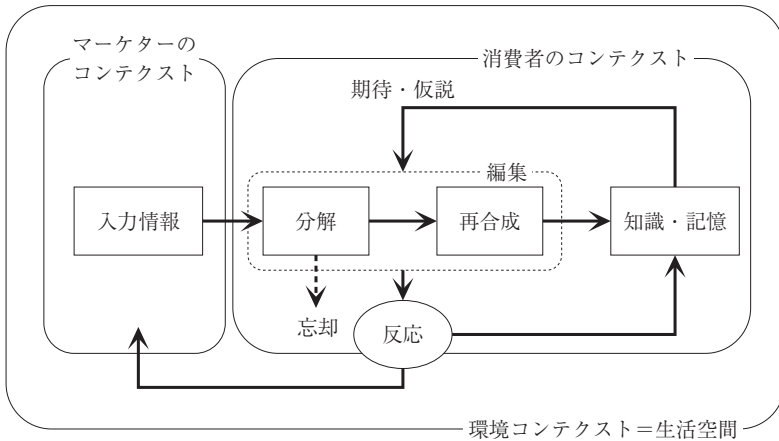 マーケターの
コンテクスト
消費者のコンテクスト
期待・仮説
編集
入力情報
分解
再合成
知識・記憶
忘却
反応
環境コンテクスト＝生活空間